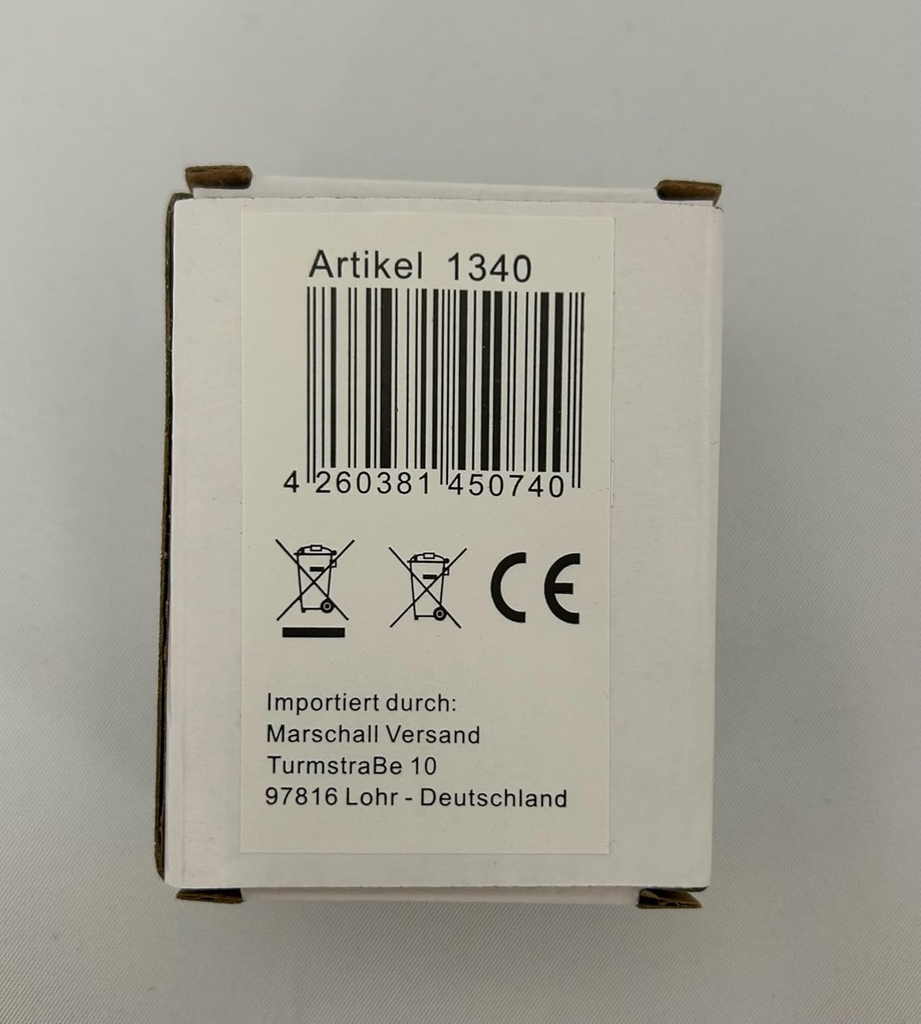 Artikel 1340
4 260381 450740
CE
Importiert durch:
Marschall Versand
TurmstraBe 10
97816 Lohr - Deutschland